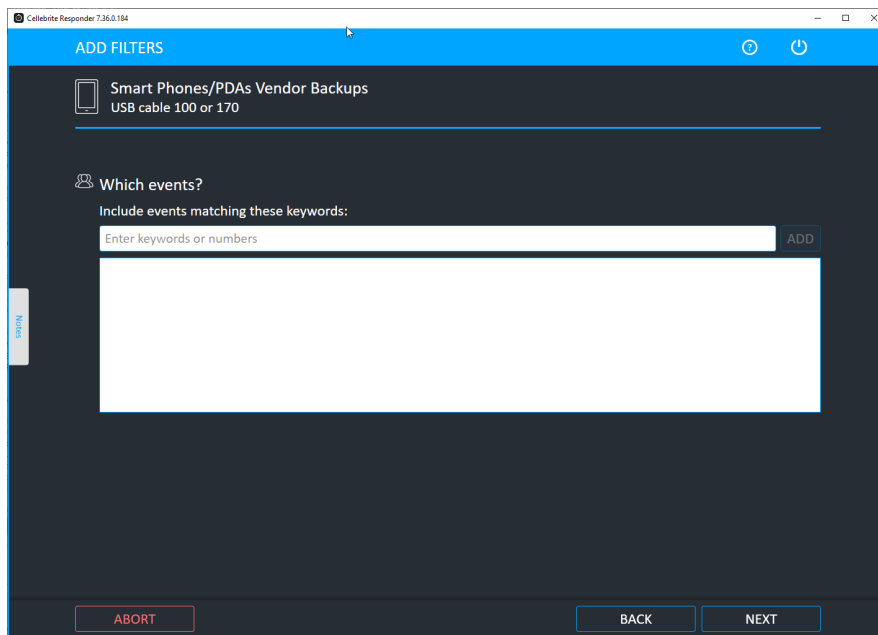 Cellebrite Responder 7.36.0.184
ADD FILTERS
Smart Phones/PDAs Vendor Backups
USB cable 100 or 170
Which events?
Include events matching these keywords:
Enter keywords or numbers
ADD
Notes
ABORT
BACK
NEXT